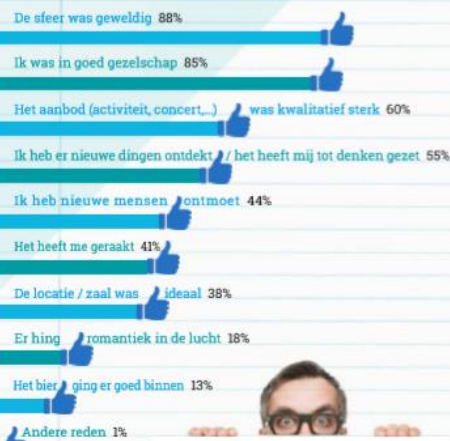 De sfeer was geweldig 88%
Ik was in goed gezelschap 85%
Het aanbod (activiteit, concert,...) was kwalitatief sterk 60%
Ik heb er nieuwe dingen ontdekt / het heeft mij tot denken gezet 55%
Ik heb nieuwe mensen ontmoet 44%
Het heeft me geraakt 41%
De locatie / zaal was ideaal 38%
Er hing romantiek in de lucht 18%
Het bier ging er goed binnen 13%
Andere reden 1%